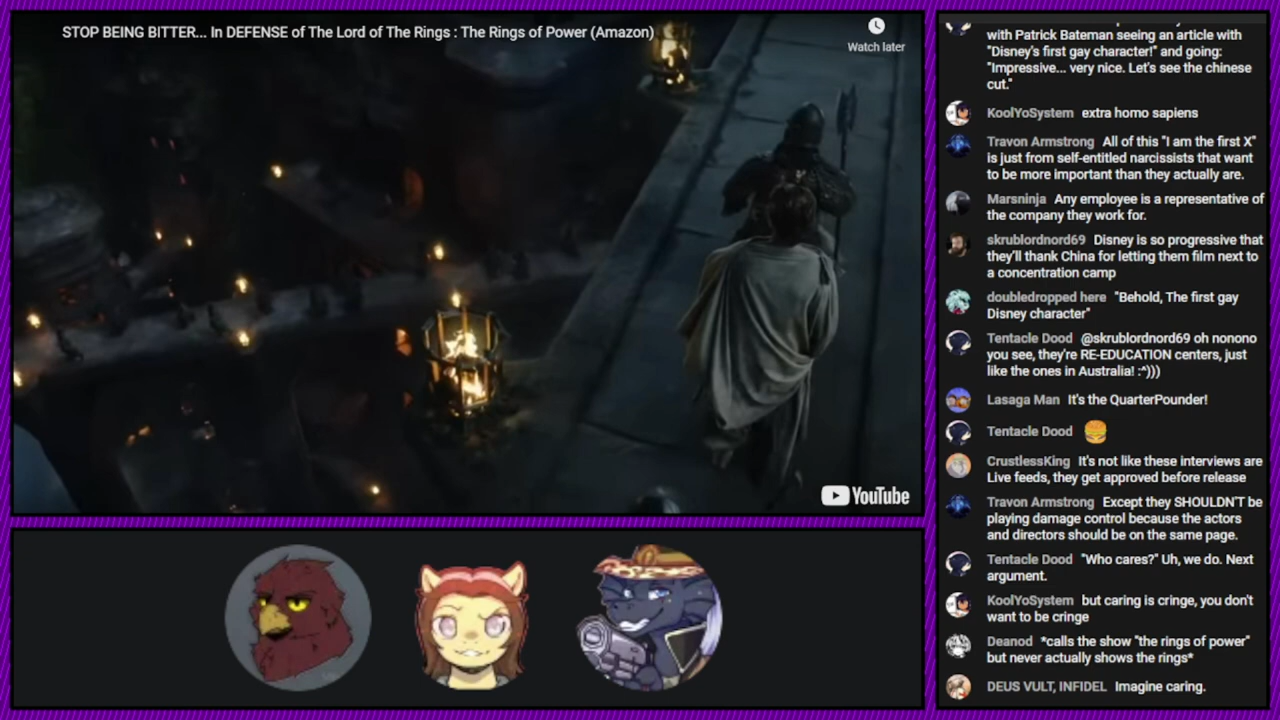 STOP BEING BITTER... In DEFENSE of The Lord of The Rings : The Rings of Power (Amazon)
Watch later
YouTube
with Patrick Bateman seeing an article with
"Disney's first gay character!" and going:
"Impressive... very nice. Let's see the chinese
cut."
KoolYoSystem extra homo sapiens
Travon Armstrong All of this "I am the first X"
is just from self-entitled narcissists that want
to be more important than they actually are.
Marsninja Any employee is a representative of
the company they work for.
skrublordnord69 Disney is so progressive that
they'll thank China for letting them film next to
a concentration camp
doubledropped here "Behold, The first gay
Disney character"
Tentacle Dood @skrublordnord69 oh nonono
you see, they're RE-EDUCATION centers, just
like the ones in Australia! :^)))
Lasaga Man It's the QuarterPounder!
Tentacle Dood 🍔
CrustlessKing It's not like these interviews are
Live feeds, they get approved before release
Travon Armstrong Except they SHOULDN'T be
playing damage control because the actors
and directors should be on the same page.
Tentacle Dood "Who cares?" Uh, we do. Next
argument.
KoolYoSystem but caring is cringe, you don't
want to be cringe
Deanod *calls the show "the rings of power"
but never actually shows the rings*
DEUS VULT, INFIDEL Imagine caring.